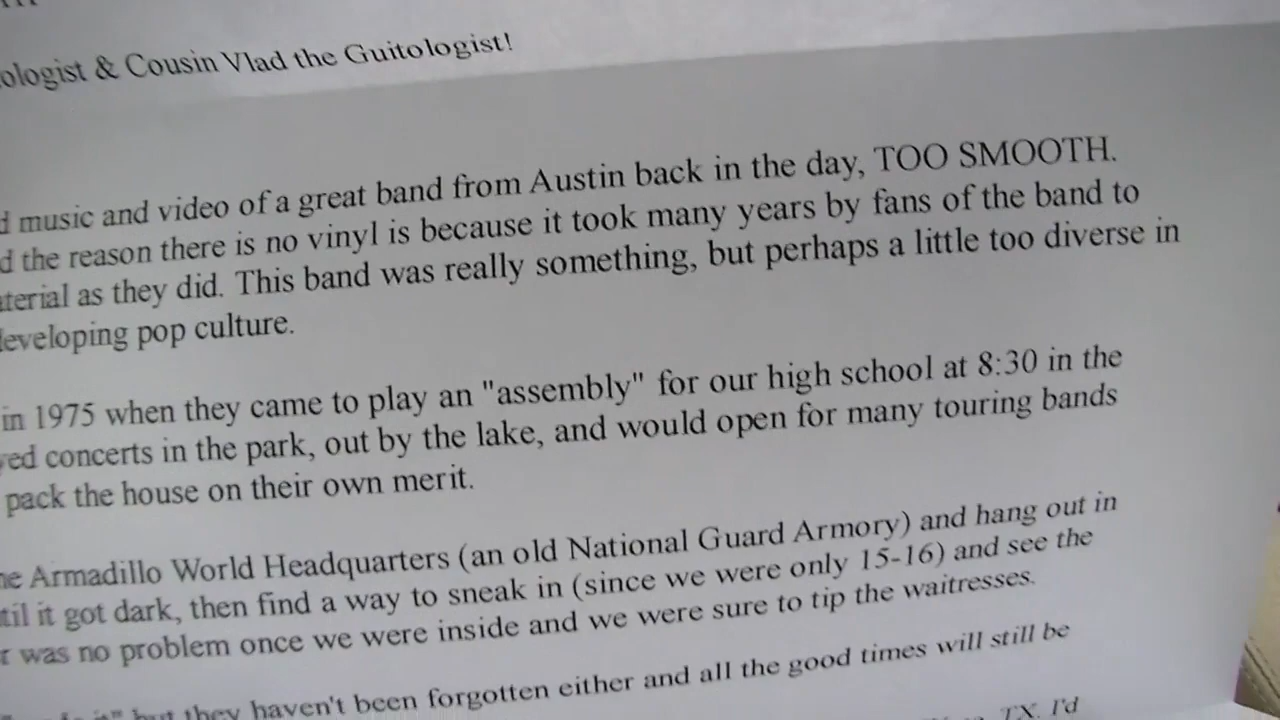 ologist & Cousin Vlad the Guitologist!
music and video of a great band from Austin back in the day, TOO SMOOTH.
the reason there is no vinyl is because it took many years by fans of the band to
aterial as they did. This band was really something, but perhaps a little too diverse in
developing pop culture.
in 1975 when they came to play an "assembly" for our high school at 8:30 in the
yed concerts in the park, out by the lake, and would open for many touring bands
pack the house on their own merit.
he Armadillo World Headquarters (an old National Guard Armory) and hang out in
til it got dark, then find a way to sneak in (since we were only 15-16) and see the
r was no problem once we were inside and we were sure to tip the waitresses.
but they haven't been forgotten either and all the good times will still be
TX. I'd